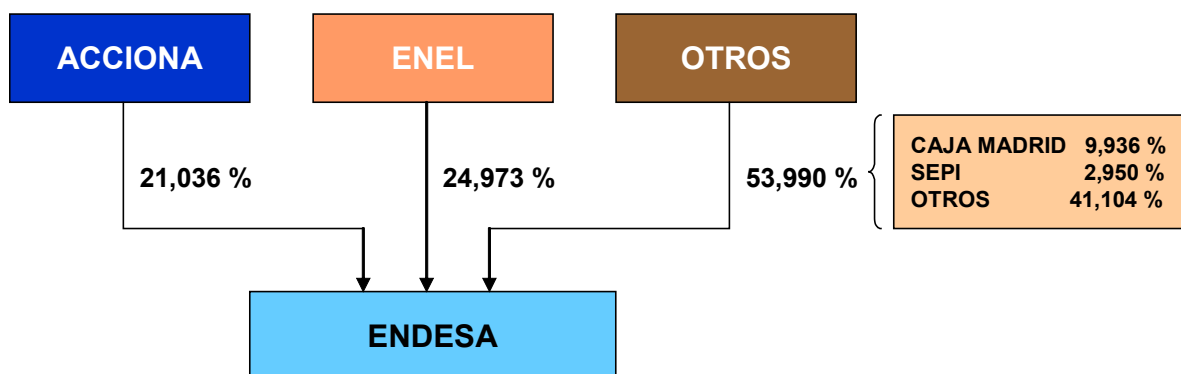 ACCIONA
ENEL
OTROS
21,036 %
24,973 %
53,990 %
CAJA MADRID 9,936 %
SEPI 2,950 %
OTROS 41,104 %
ENDESA